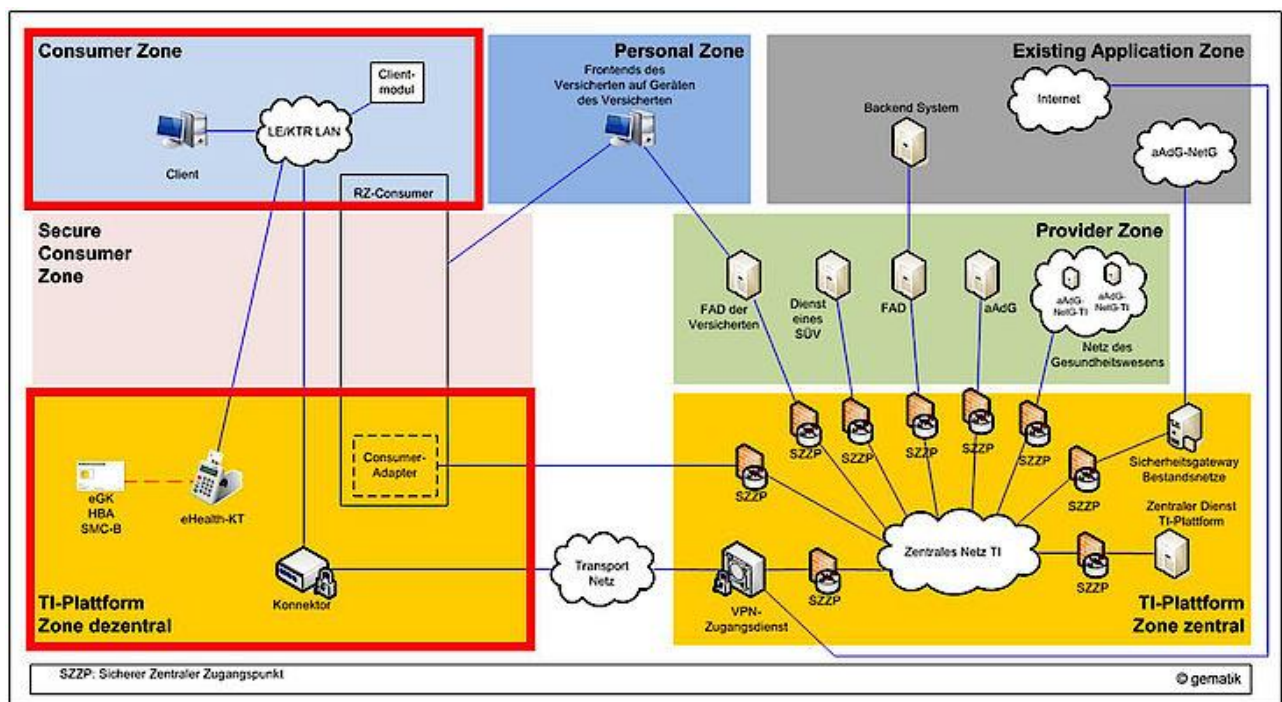 Consumer Zone
Client-
modul
LE/KTR LAN
Client
RZ-Consumer
Personal Zone
Frontends des
Versicherten auf Geräten
des Versicherten
Existing Application Zone
Internet
Backend System
aAdG-NetG
Secure
Consumer
Zone
Provider Zone
FAD der
Versicherten
Dienst
eines
SÜV
FAD
aAdG
aAdG-
NetG-TI
aAdG-
NetG-TI
Netz des
Gesundheitswesens
eGK
HBA
SMC-B
eHealth-KT
Consumer-
Adapter
Konnektor
TI-Plattform
Zone dezentral
Transport
Netz
SZZP
SZZP
SZZP
SZZP
SZZP
SZZP
SZZP
Sicherheitsgateway
Bestandsnetze
Zentraler Dienst
TI-Plattform
Zentrales Netz TI
VPN-
Zugangsdienst
SZZP
SZZP
TI-Plattform
Zone zentral
SZZP: Sicherer Zentraler Zugangspunkt
© gematik